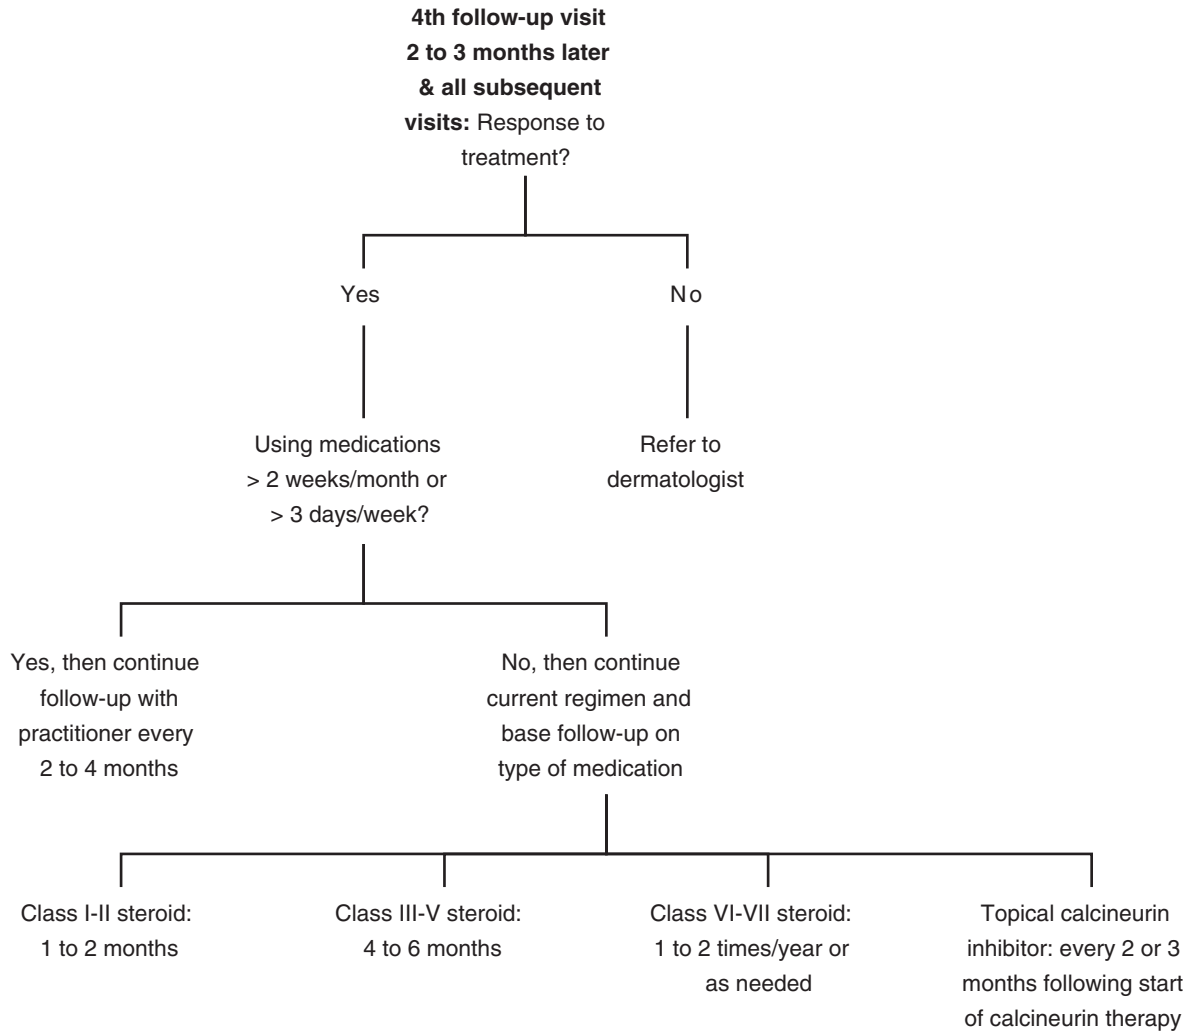 4th follow-up visit
2 to 3 months later
& all subsequent
visits: Response to
treatment?
Yes
No
Using medications
> 2 weeks/month or
> 3 days/week?
Refer to
dermatologist
Yes, then continue
follow-up with
practitioner every
2 to 4 months
No, then continue
current regimen and
base follow-up on
type of medication
Class I-II steroid:
1 to 2 months
Class III-V steroid:
4 to 6 months
Class VI-VII steroid:
1 to 2 times/year or
as needed
Topical calcineurin
inhibitor: every 2 or 3
months following start
of calcineurin therapy